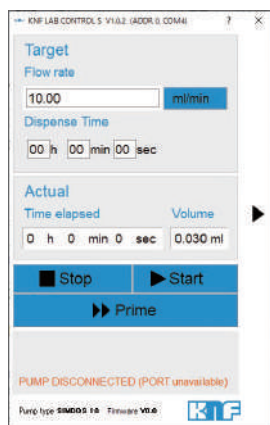 KNF LAB CONTROL S V1.0.2. (ADDR. 0, COM4) ? ×
Target
Flow rate
10.00 ml/min
Dispense Time
00 h 00 min 00 sec
Actual
Time elapsed Volume
0 h 0 min 0 sec 0.030 ml
Stop Start
Prime
PUMP DISCONNECTED (PORT unavailable)
Pump type SIMDOS 10 Firmware V0.0 KNF